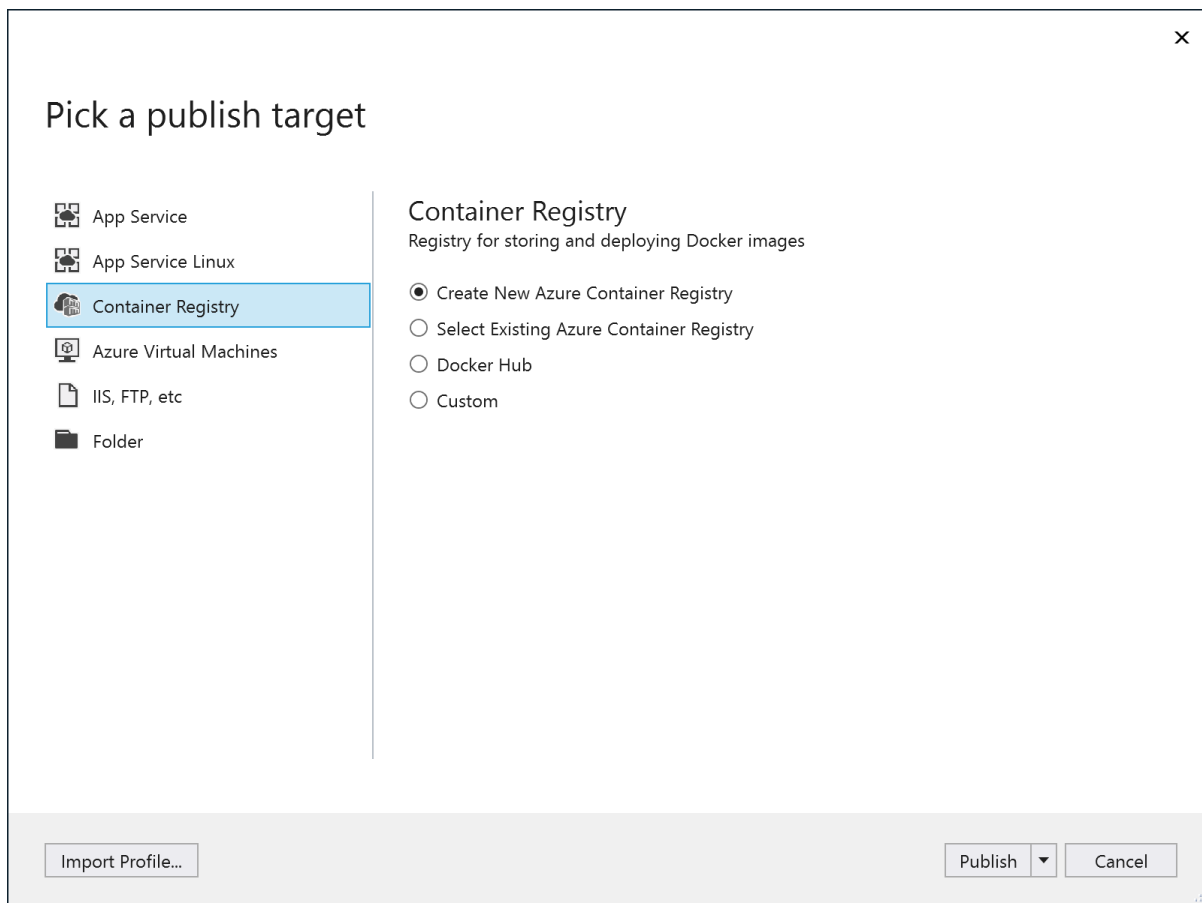 Pick a publish target
App Service
App Service Linux
Container Registry
Azure Virtual Machines
IIS, FTP, etc
Folder
Container Registry
Registry for storing and deploying Docker images
Create New Azure Container Registry
Select Existing Azure Container Registry
Docker Hub
Custom
Import Profile...
Publish
Cancel